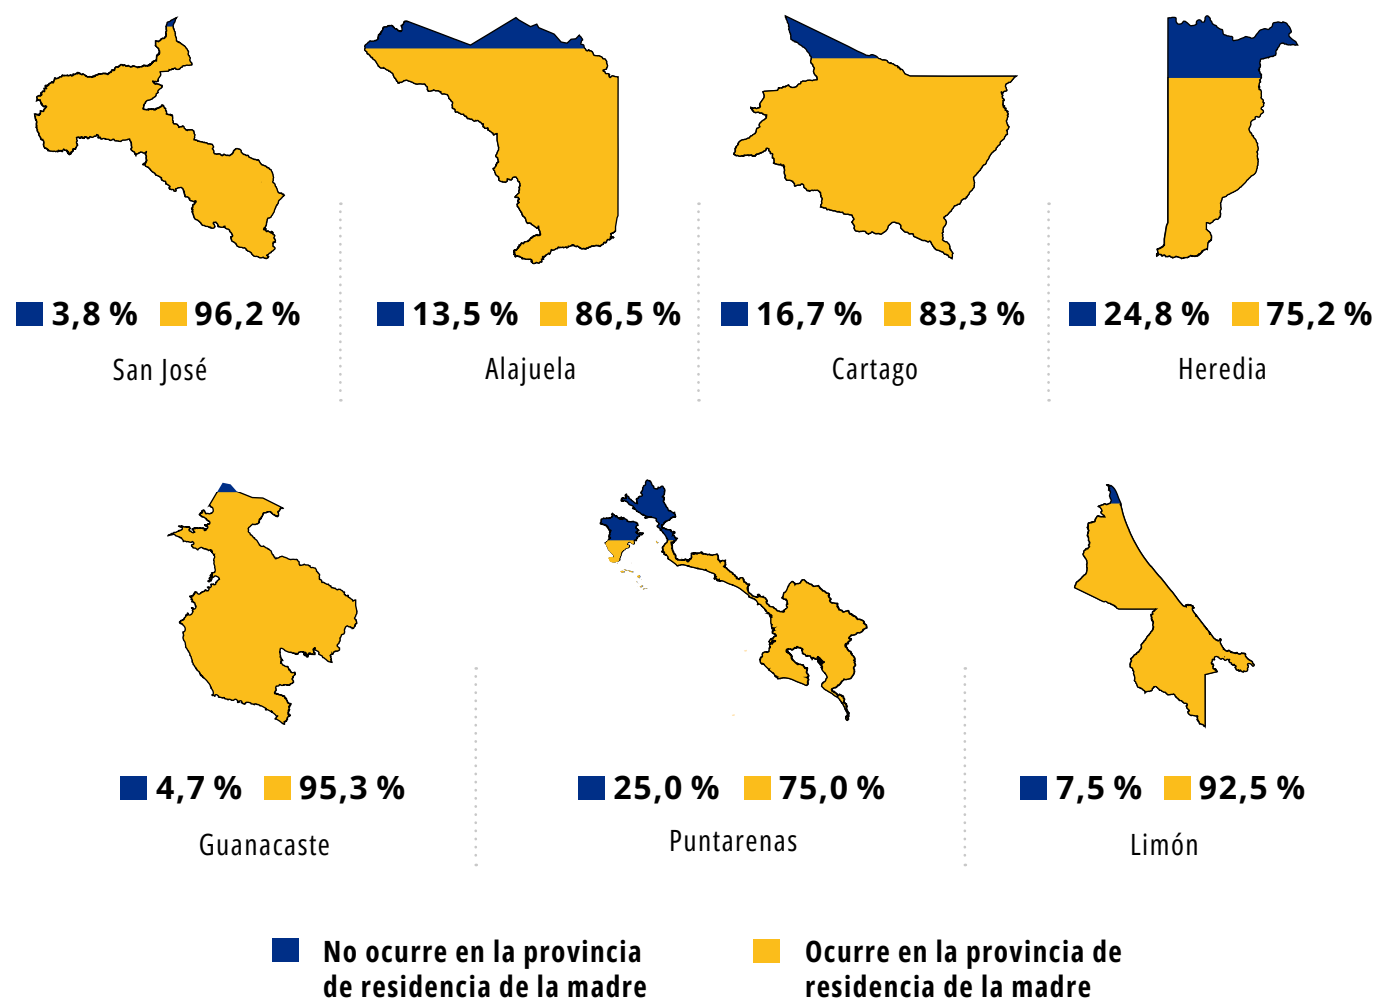 3,8 % 96,2 %
San José
13,5 % 86,5 %
Alajuela
16,7 % 83,3 %
Cartago
24,8 % 75,2 %
Heredia
4,7 % 95,3 %
Guanacaste
25,0 % 75,0 %
Puntarenas
7,5 % 92,5 %
Limón
No ocurre en la provincia
de residencia de la madre
Ocurre en la provincia de
residencia de la madre